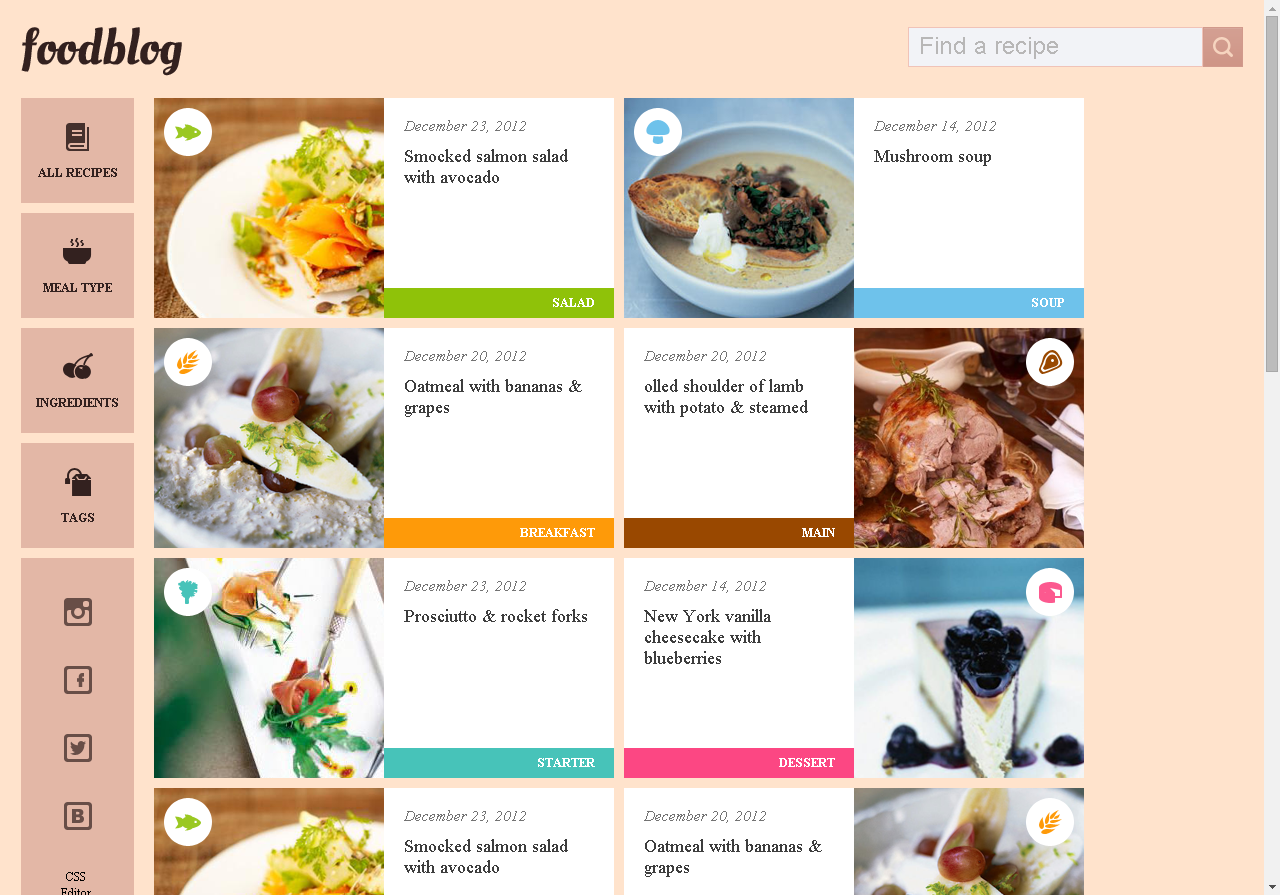 foodblog
Find a recipe
ALL RECIPES
MEAL TYPE
INGREDIENTS
TAGS
CSS
Editor
December 23, 2012
Smocked salmon salad
with avocado
SALAD
December 14, 2012
Mushroom soup
SOUP
December 20, 2012
Oatmeal with bananas &
grapes
BREAKFAST
December 20, 2012
olled shoulder of lamb
with potato & steamed
MAIN
December 23, 2012
Prosciutto & rocket forks
STARTER
December 14, 2012
New York vanilla
cheesecake with
blueberries
DESSERT
December 23, 2012
Smocked salmon salad
with avocado
December 20, 2012
Oatmeal with bananas &
grapes